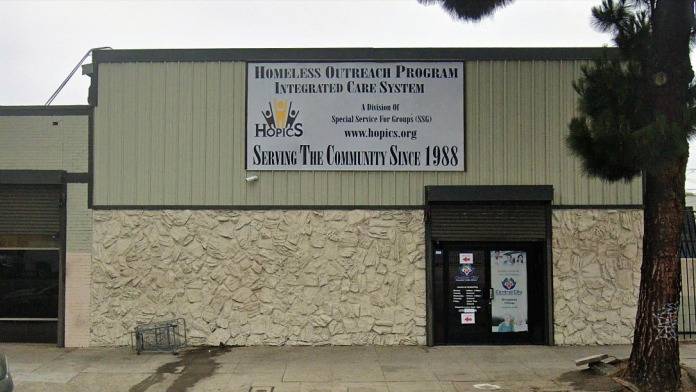 HOMELESS OUTREACH PROGRAM
INTEGRATED CARE SYSTEM
HOPICS
A Division Of
Special Service For Groups (SSG)
www.hopics.org
SERVING THE COMMUNITY SINCE 1988